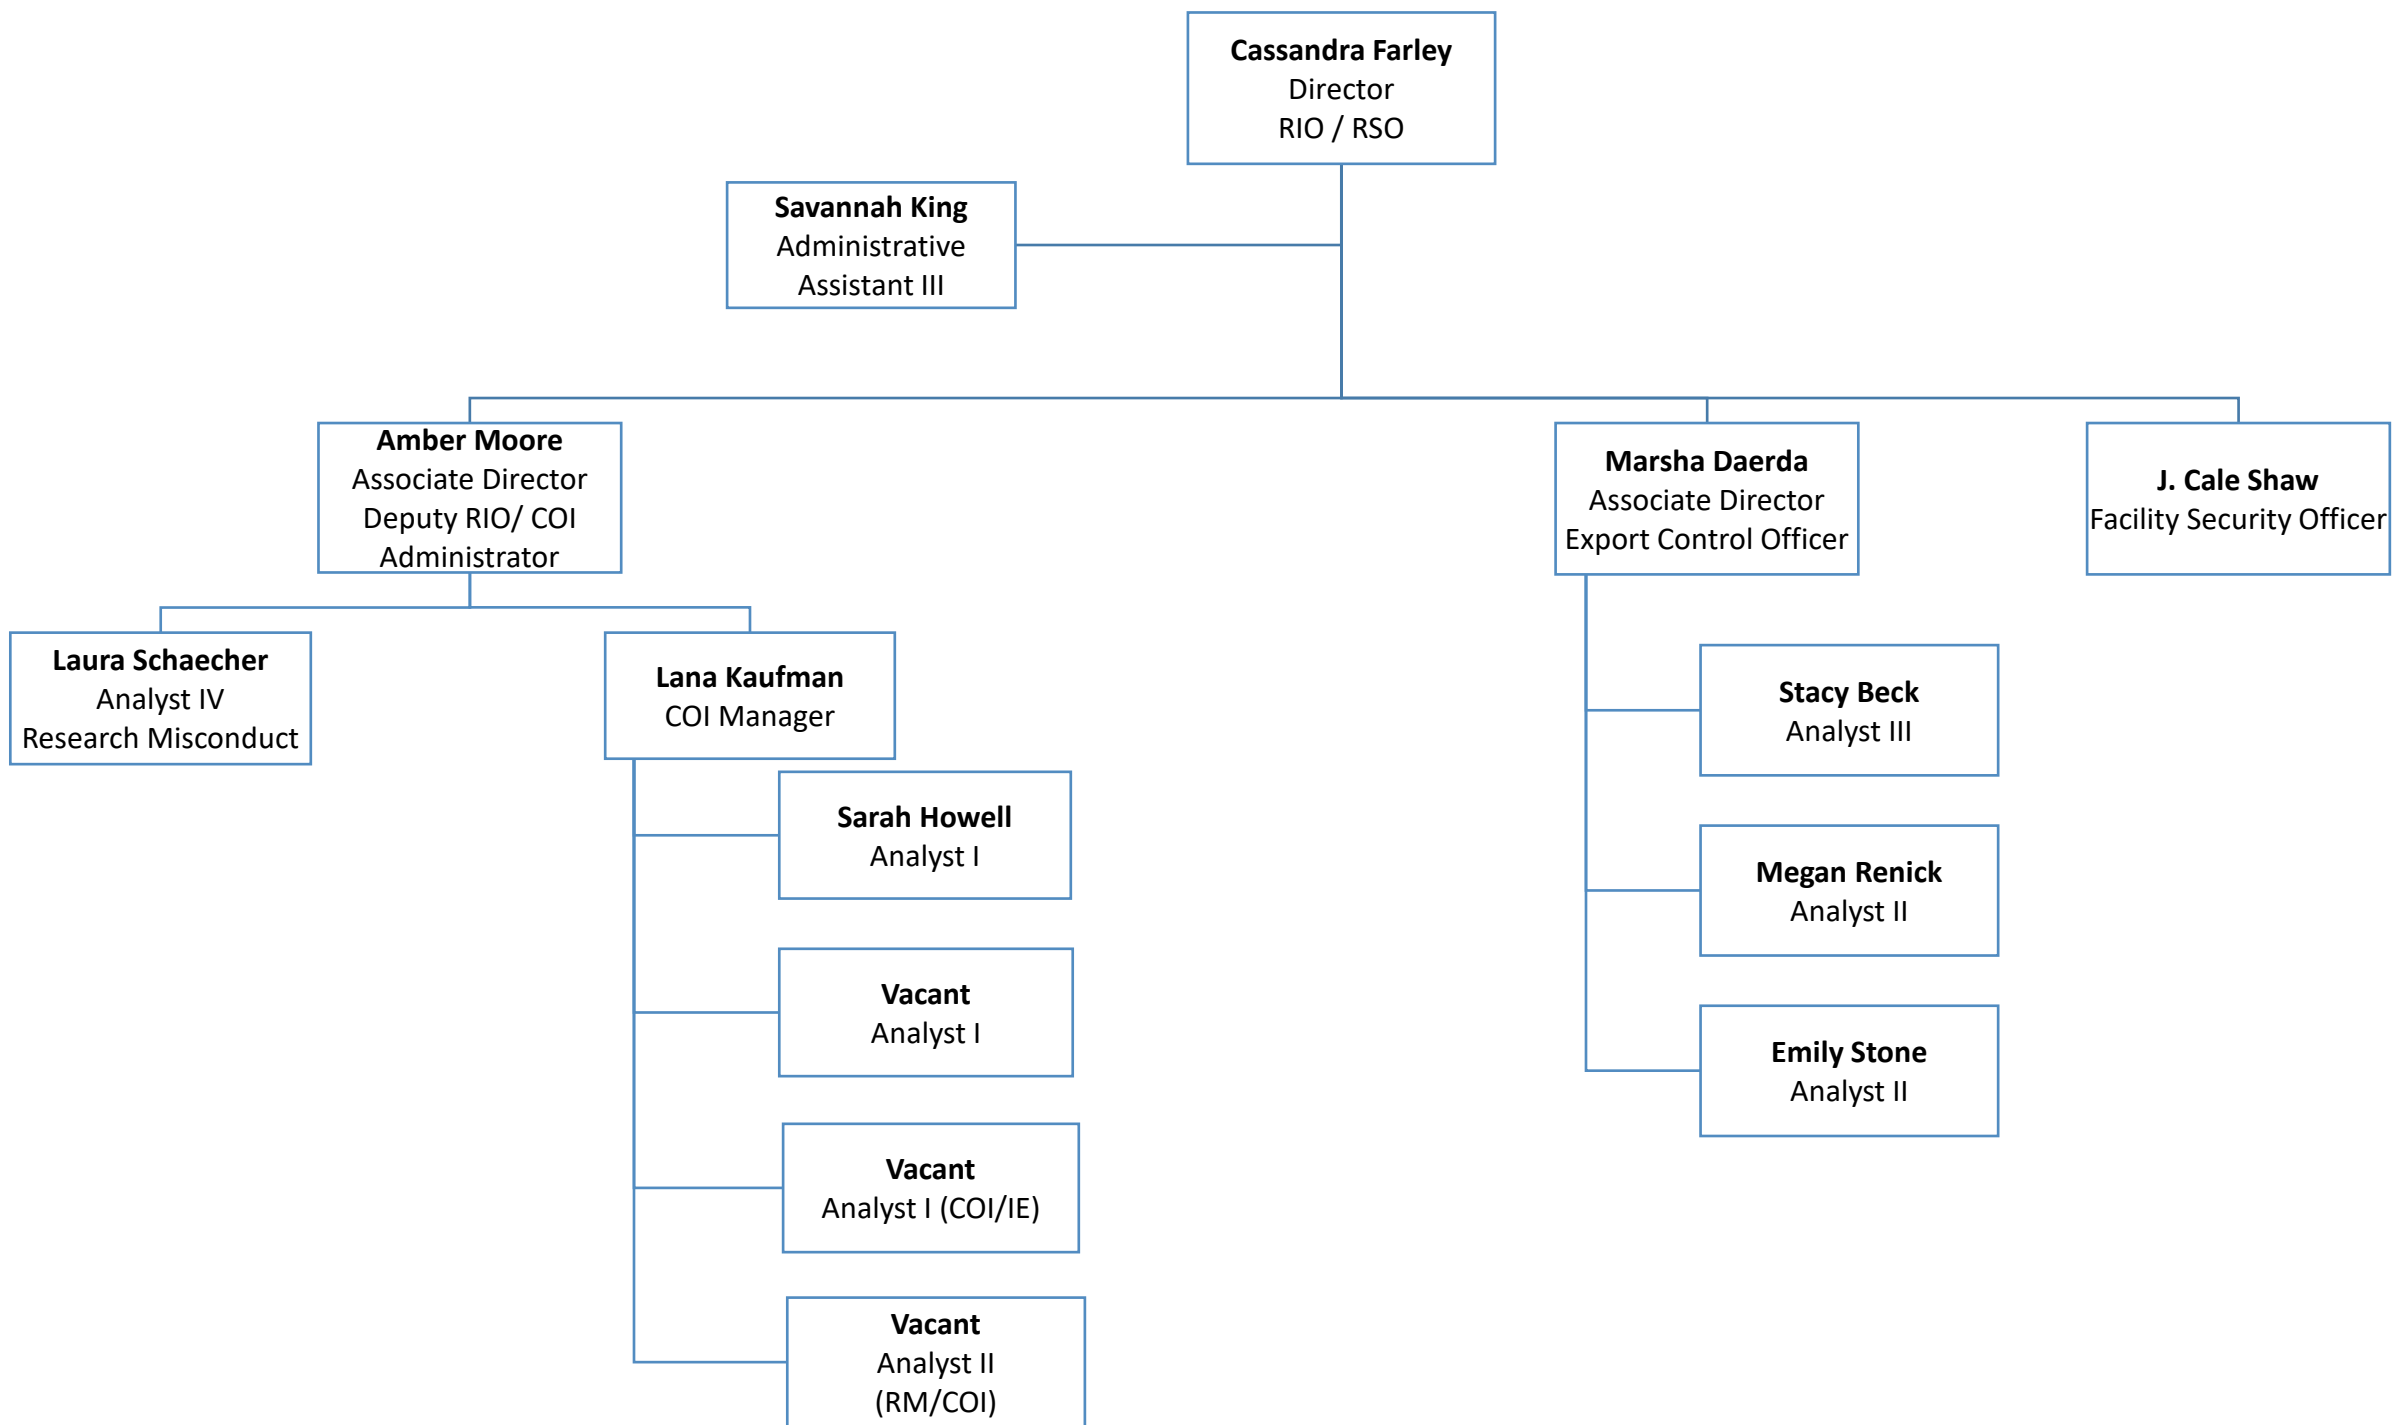 Cassandra Farley
Director
RIO / RSO
Savannah King
Administrative
Assistant III
Amber Moore
Associate Director
Deputy RIO/ COI
Administrator
Marsha Daerda
Associate Director
Export Control Officer
J. Cale Shaw
Facility Security Officer
Laura Schaecher
Analyst IV
Research Misconduct
Lana Kaufman
COI Manager
Sarah Howell
Analyst I
Vacant
Analyst I
Vacant
Analyst I (COI/IE)
Vacant
Analyst II
(RM/COI)
Stacy Beck
Analyst III
Megan Renick
Analyst II
Emily Stone
Analyst II